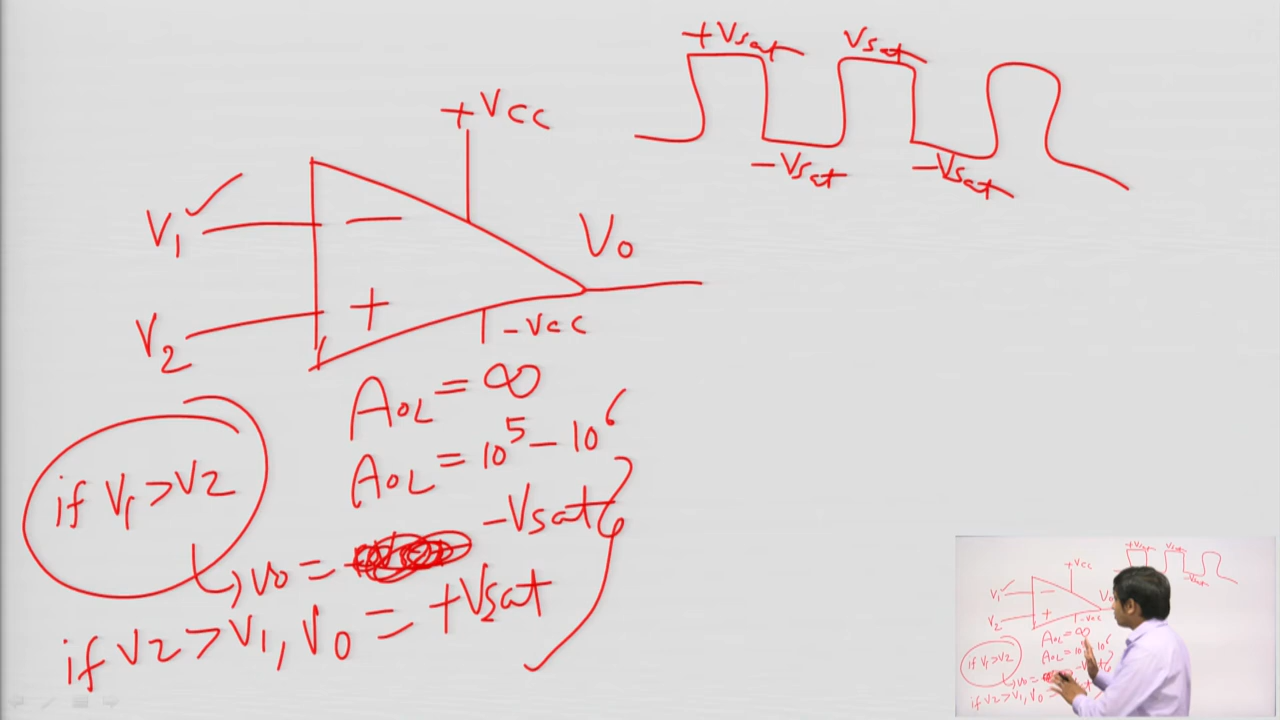 +Vsat Vsat
-Vsat -Vsat
+VCC
V1 - V0
V2 +
-VCC
AOL = ∞
AOL = 10^5 - 10^6
if V1 > V2
-Vsat
↳ V0 =
if V2 > V1, V0 = +Vsat